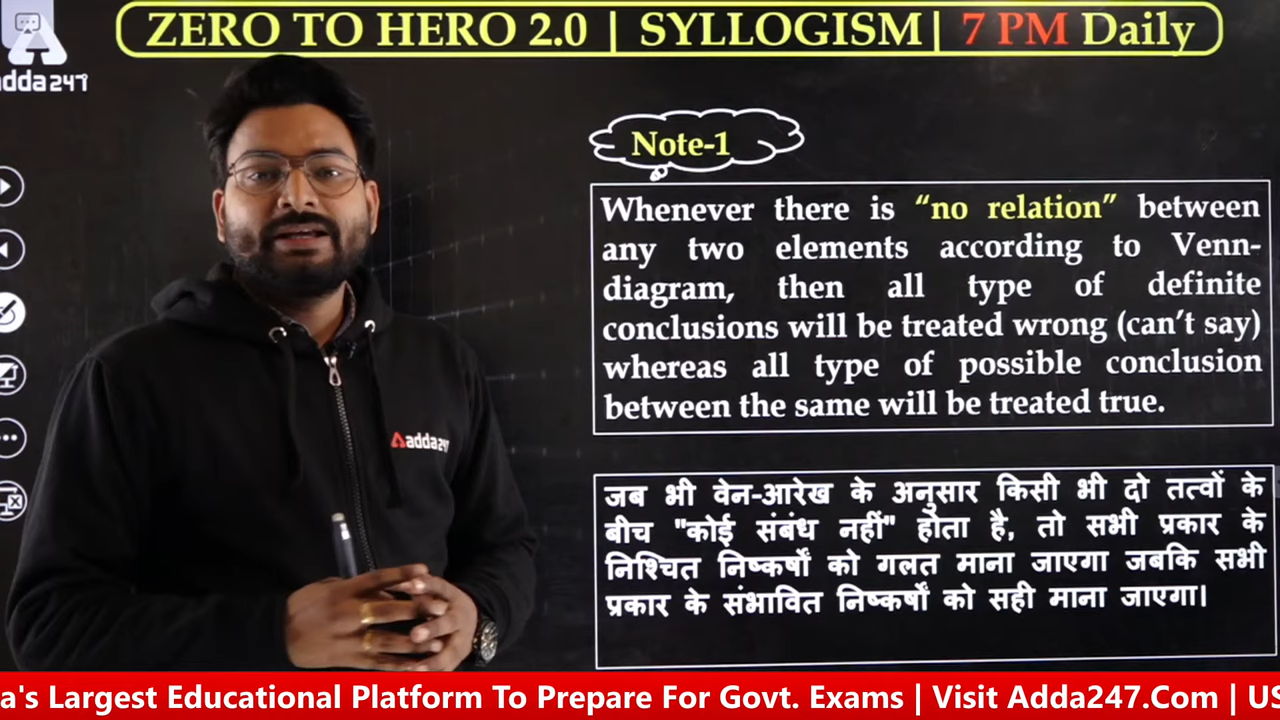 ZERO TO HERO 2.0 | SYLLOGISM| 7 PM Daily
adda247
Note-1
Whenever there is “no relation” between
any two elements according to Venn-
diagram, then all type of definite
conclusions will be treated wrong (can’t say)
whereas all type of possible conclusion
between the same will be treated true.
adda247
जब भी वेन-आरेख के अनुसार किसी भी दो तत्वों के
बीच "कोई संबंध नहीं" होता है, तो सभी प्रकार के
निश्चित निष्कर्षों को गलत माना जाएगा जबकि सभी
प्रकार के संभावित निष्कर्षों को सही माना जाएगा।
a's Largest Educational Platform To Prepare For Govt. Exams | Visit Adda247.Com | US